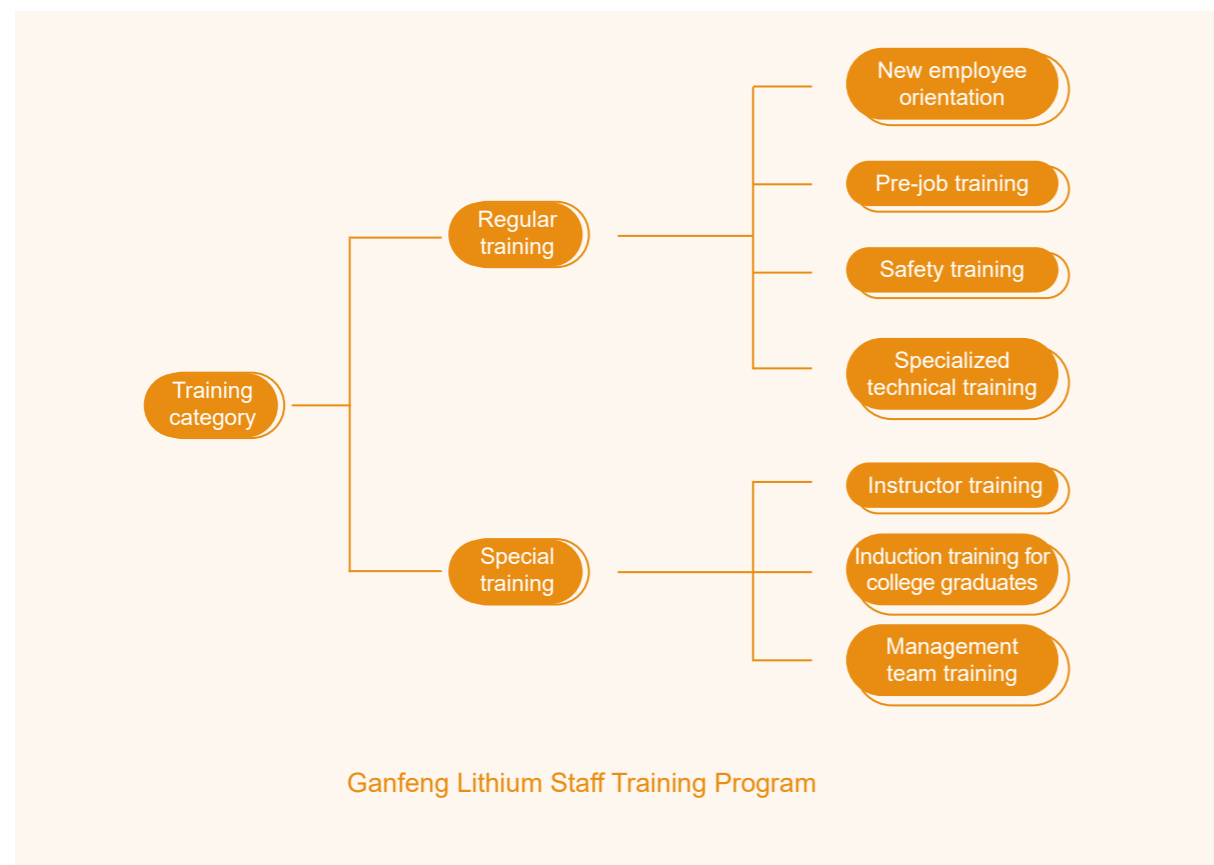 New employee
orientation
Pre-job training
Regular
training
Safety training
Specialized
technical training
Training
category
Instructor training
Special
training
Induction training for
college graduates
Management
team training
Ganfeng Lithium Staff Training Program